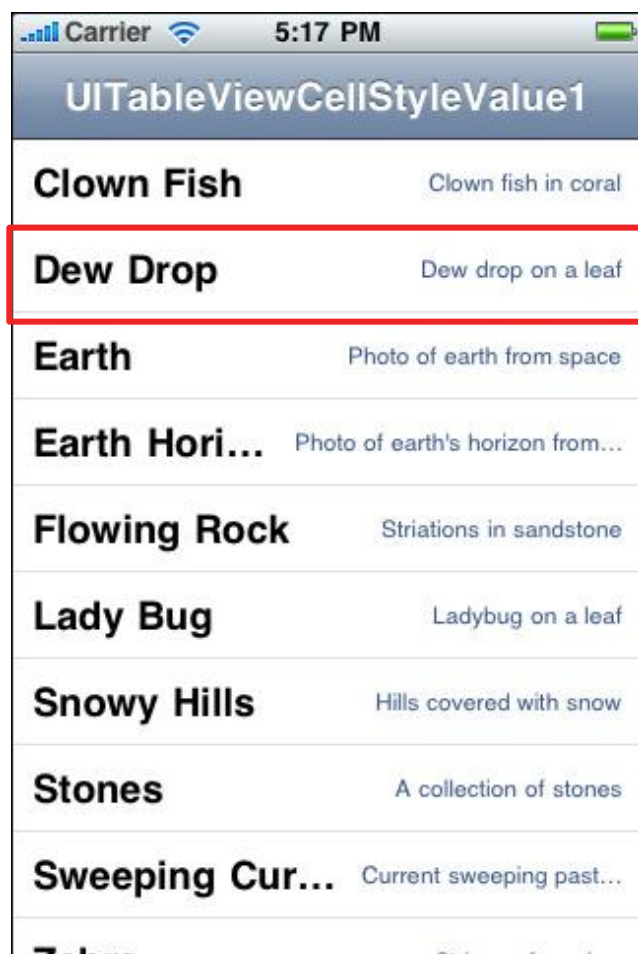 Carrier 5:17 PM
UITableViewCellStyleValue1
Clown Fish Clown fish in coral
Dew Drop Dew drop on a leaf
Earth Photo of earth from space
Earth Hori... Photo of earth's horizon from...
Flowing Rock Striations in sandstone
Lady Bug Ladybug on a leaf
Snowy Hills Hills covered with snow
Stones A collection of stones
Sweeping Cur... Current sweeping past...